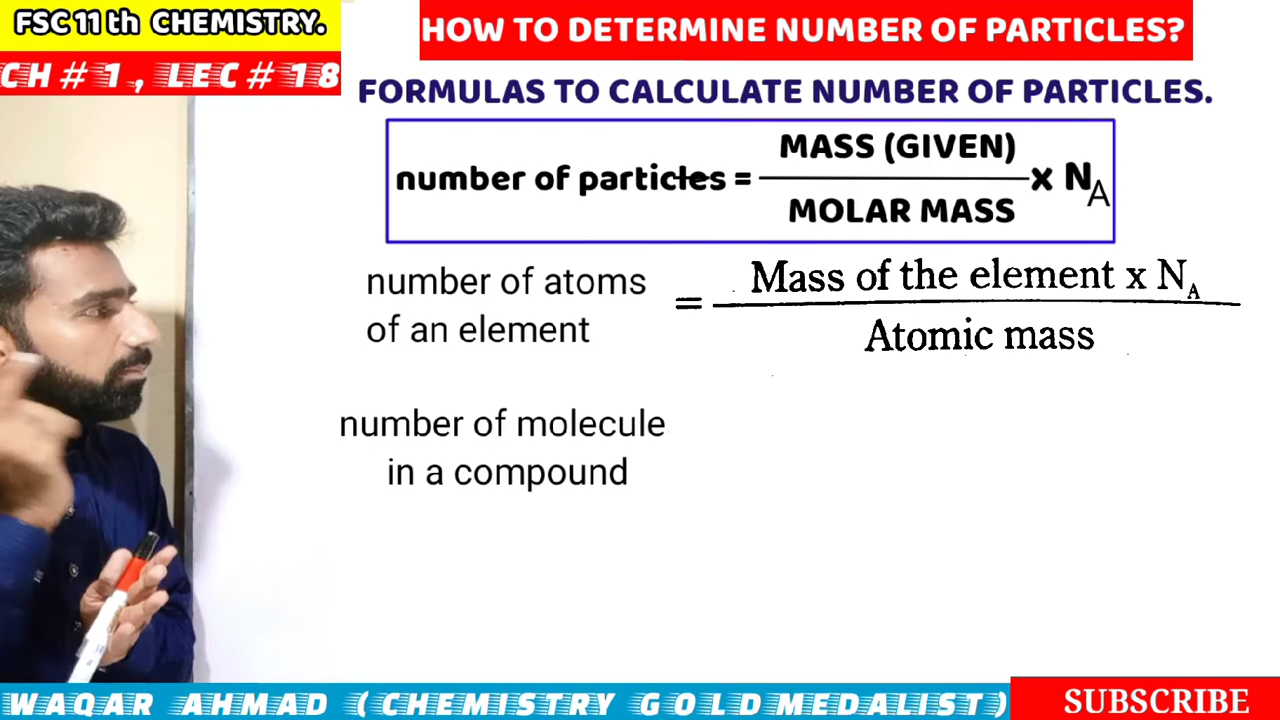 FSC 11 th CHEMISTRY.
CH # 1 , LEC # 18
HOW TO DETERMINE NUMBER OF PARTICLES?
FORMULAS TO CALCULATE NUMBER OF PARTICLES.
MASS (GIVEN)
number of particles = x NA
MOLAR MASS
number of atoms
of an element
= Mass of the element x NA
Atomic mass
number of molecule
in a compound
WAQAR AHMAD ( CHEMISTRY GOLD MEDALIST )
SUBSCRIBE